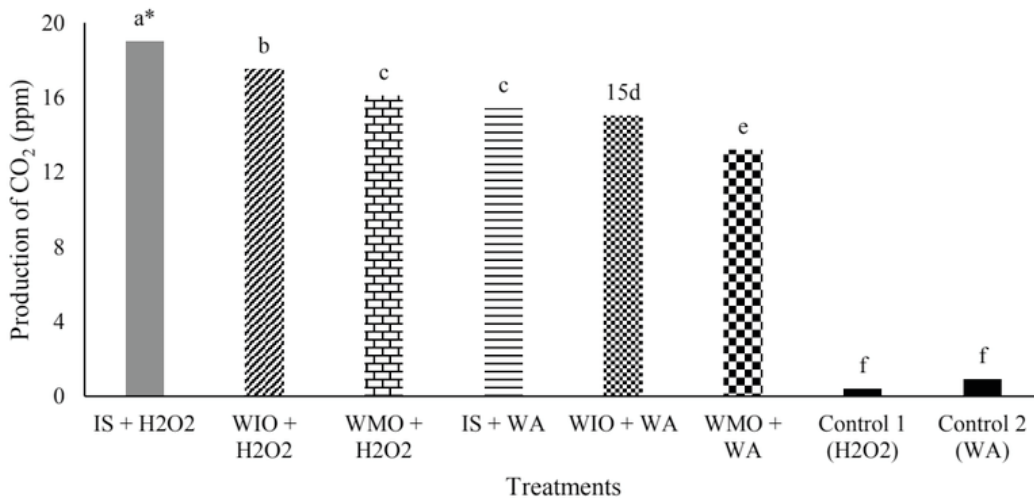 Production of CO₂ (ppm)
20
16
12
8
4
0
a*
b
c
c
15d
e
f
f
IS + H2O2
WIO +
H2O2
WMO +
H2O2
IS + WA
WIO + WA
WMO +
WA
Control 1
(H2O2)
Control 2
(WA)
Treatments